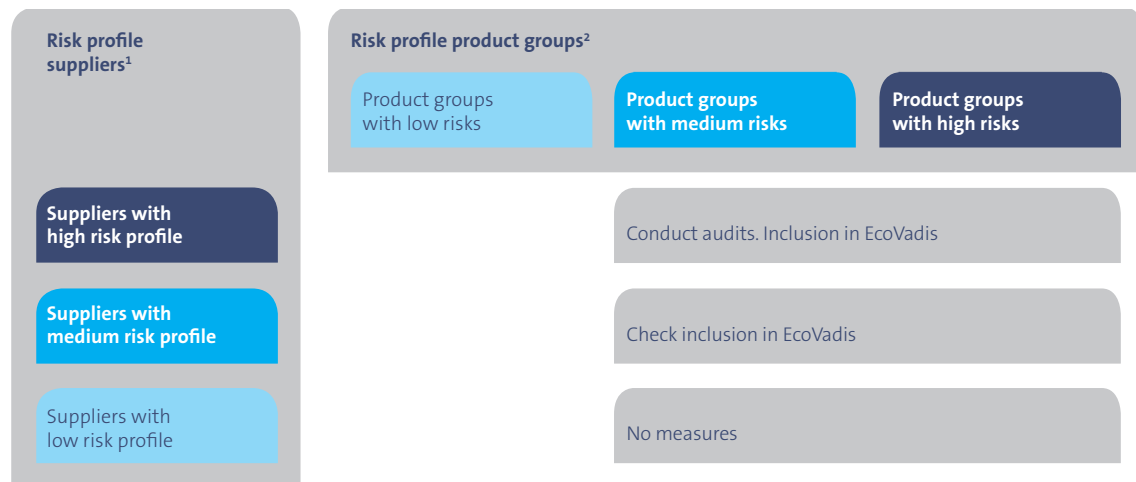 Risk profile
suppliers¹
Risk profile product groups²
Product groups
with low risks
Product groups
with medium risks
Product groups
with high risks
Suppliers with
high risk profile
Conduct audits. Inclusion in EcoVadis
Suppliers with
medium risk profile
Check inclusion in EcoVadis
Suppliers with
low risk profile
No measures